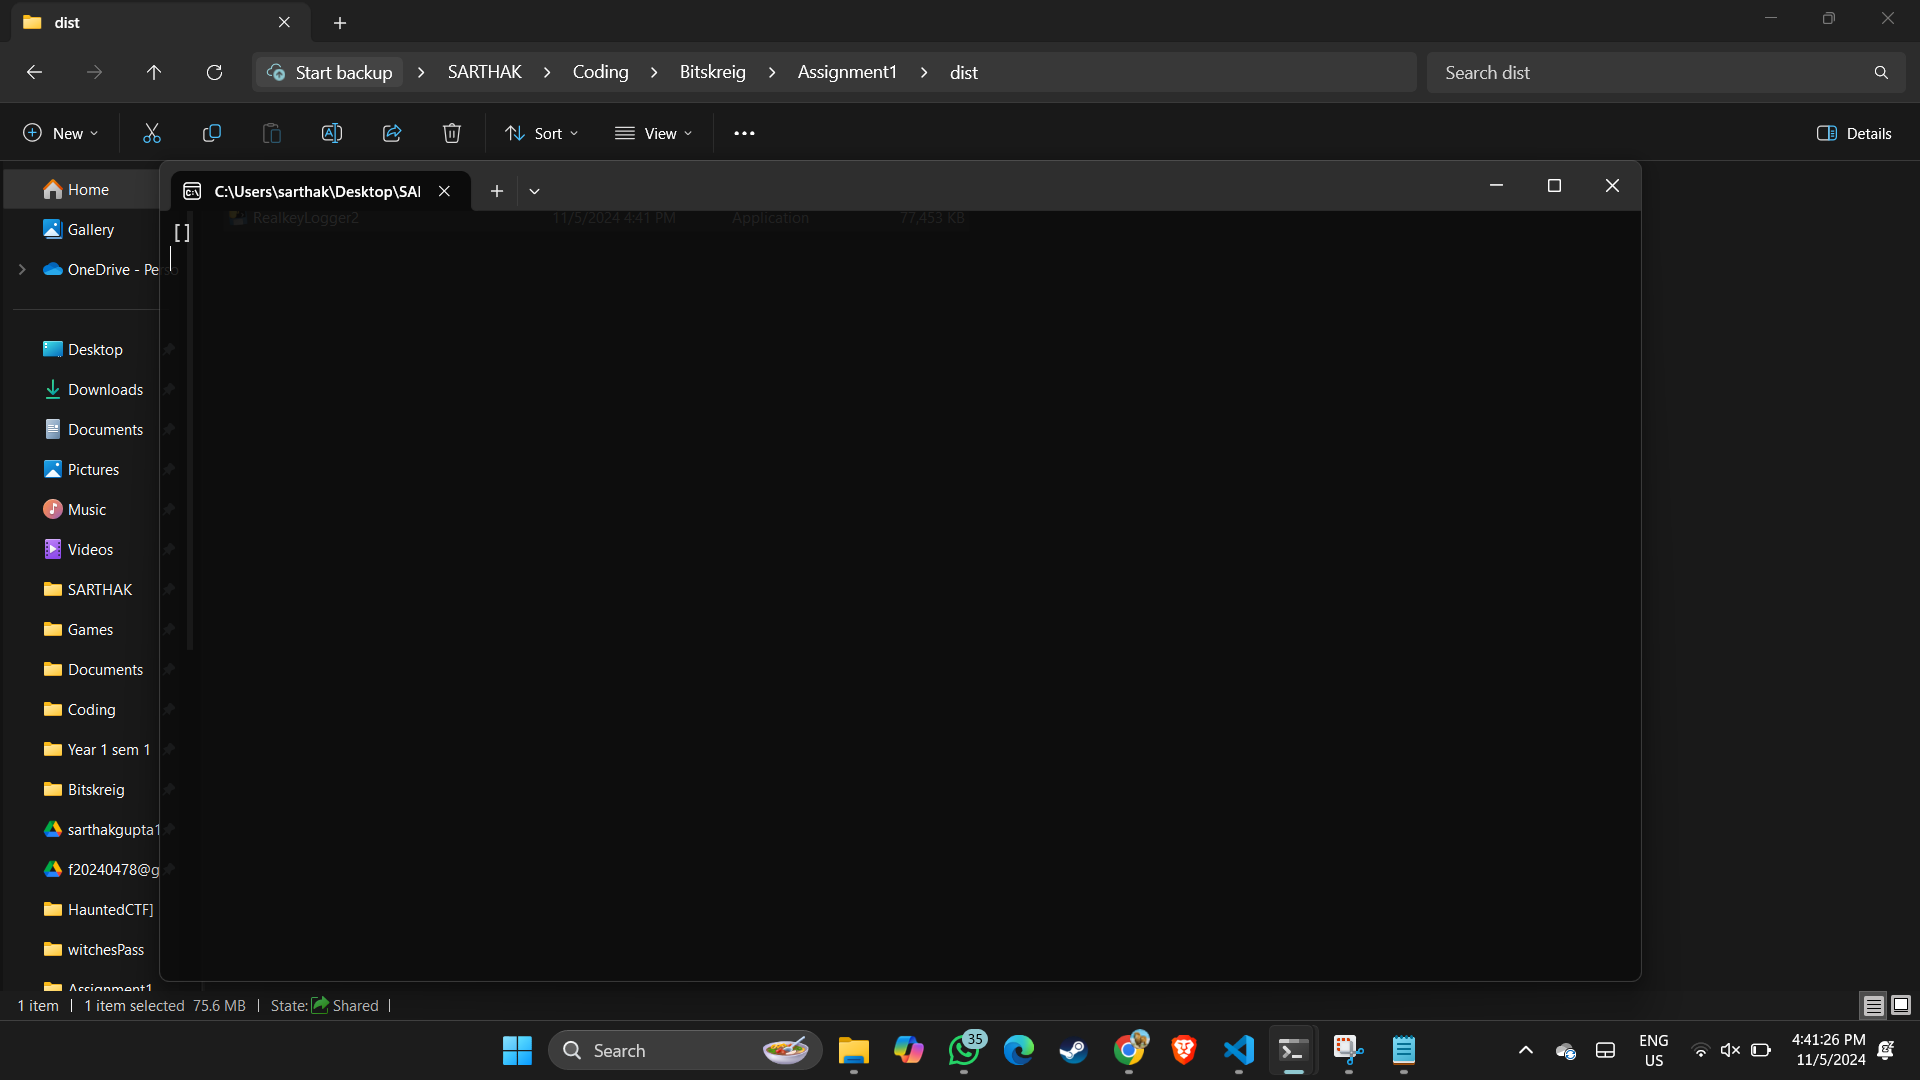 dist
Start backup > SARTHAK > Coding > Bitskreig > Assignment1 > dist
Search dist
New
Sort
View
Details
C:\Users\sarthak\Desktop\SAI
RealkeyLogger2 11/5/2024 4:41 PM Application 77,453 KB
[]
Home
Gallery
OneDrive - Perso
Desktop
Downloads
Documents
Pictures
Music
Videos
SARTHAK
Games
Documents
Coding
Year 1 sem 1
Bitskreig
sarthakgupta1
f20240478@g
HauntedCTF]
witchesPass
Assignment1
1 item | 1 item selected 75.6 MB | State: Shared |
Search
35
ENG
US
4:41:26 PM
11/5/2024